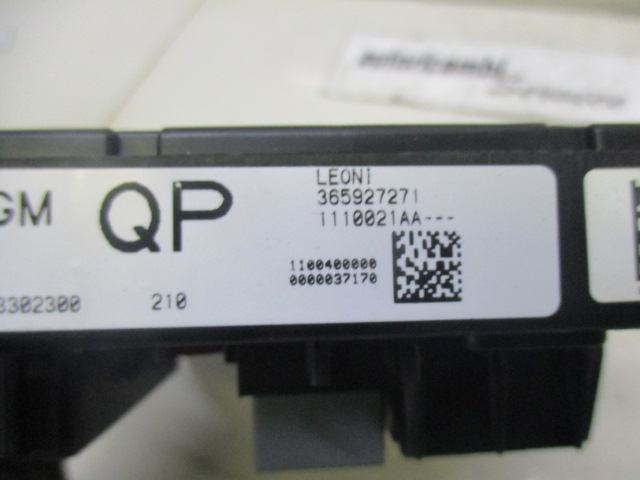 GM QP
LEONI
365927271
1110021AA---
1100400000
0000037170
3302300 210